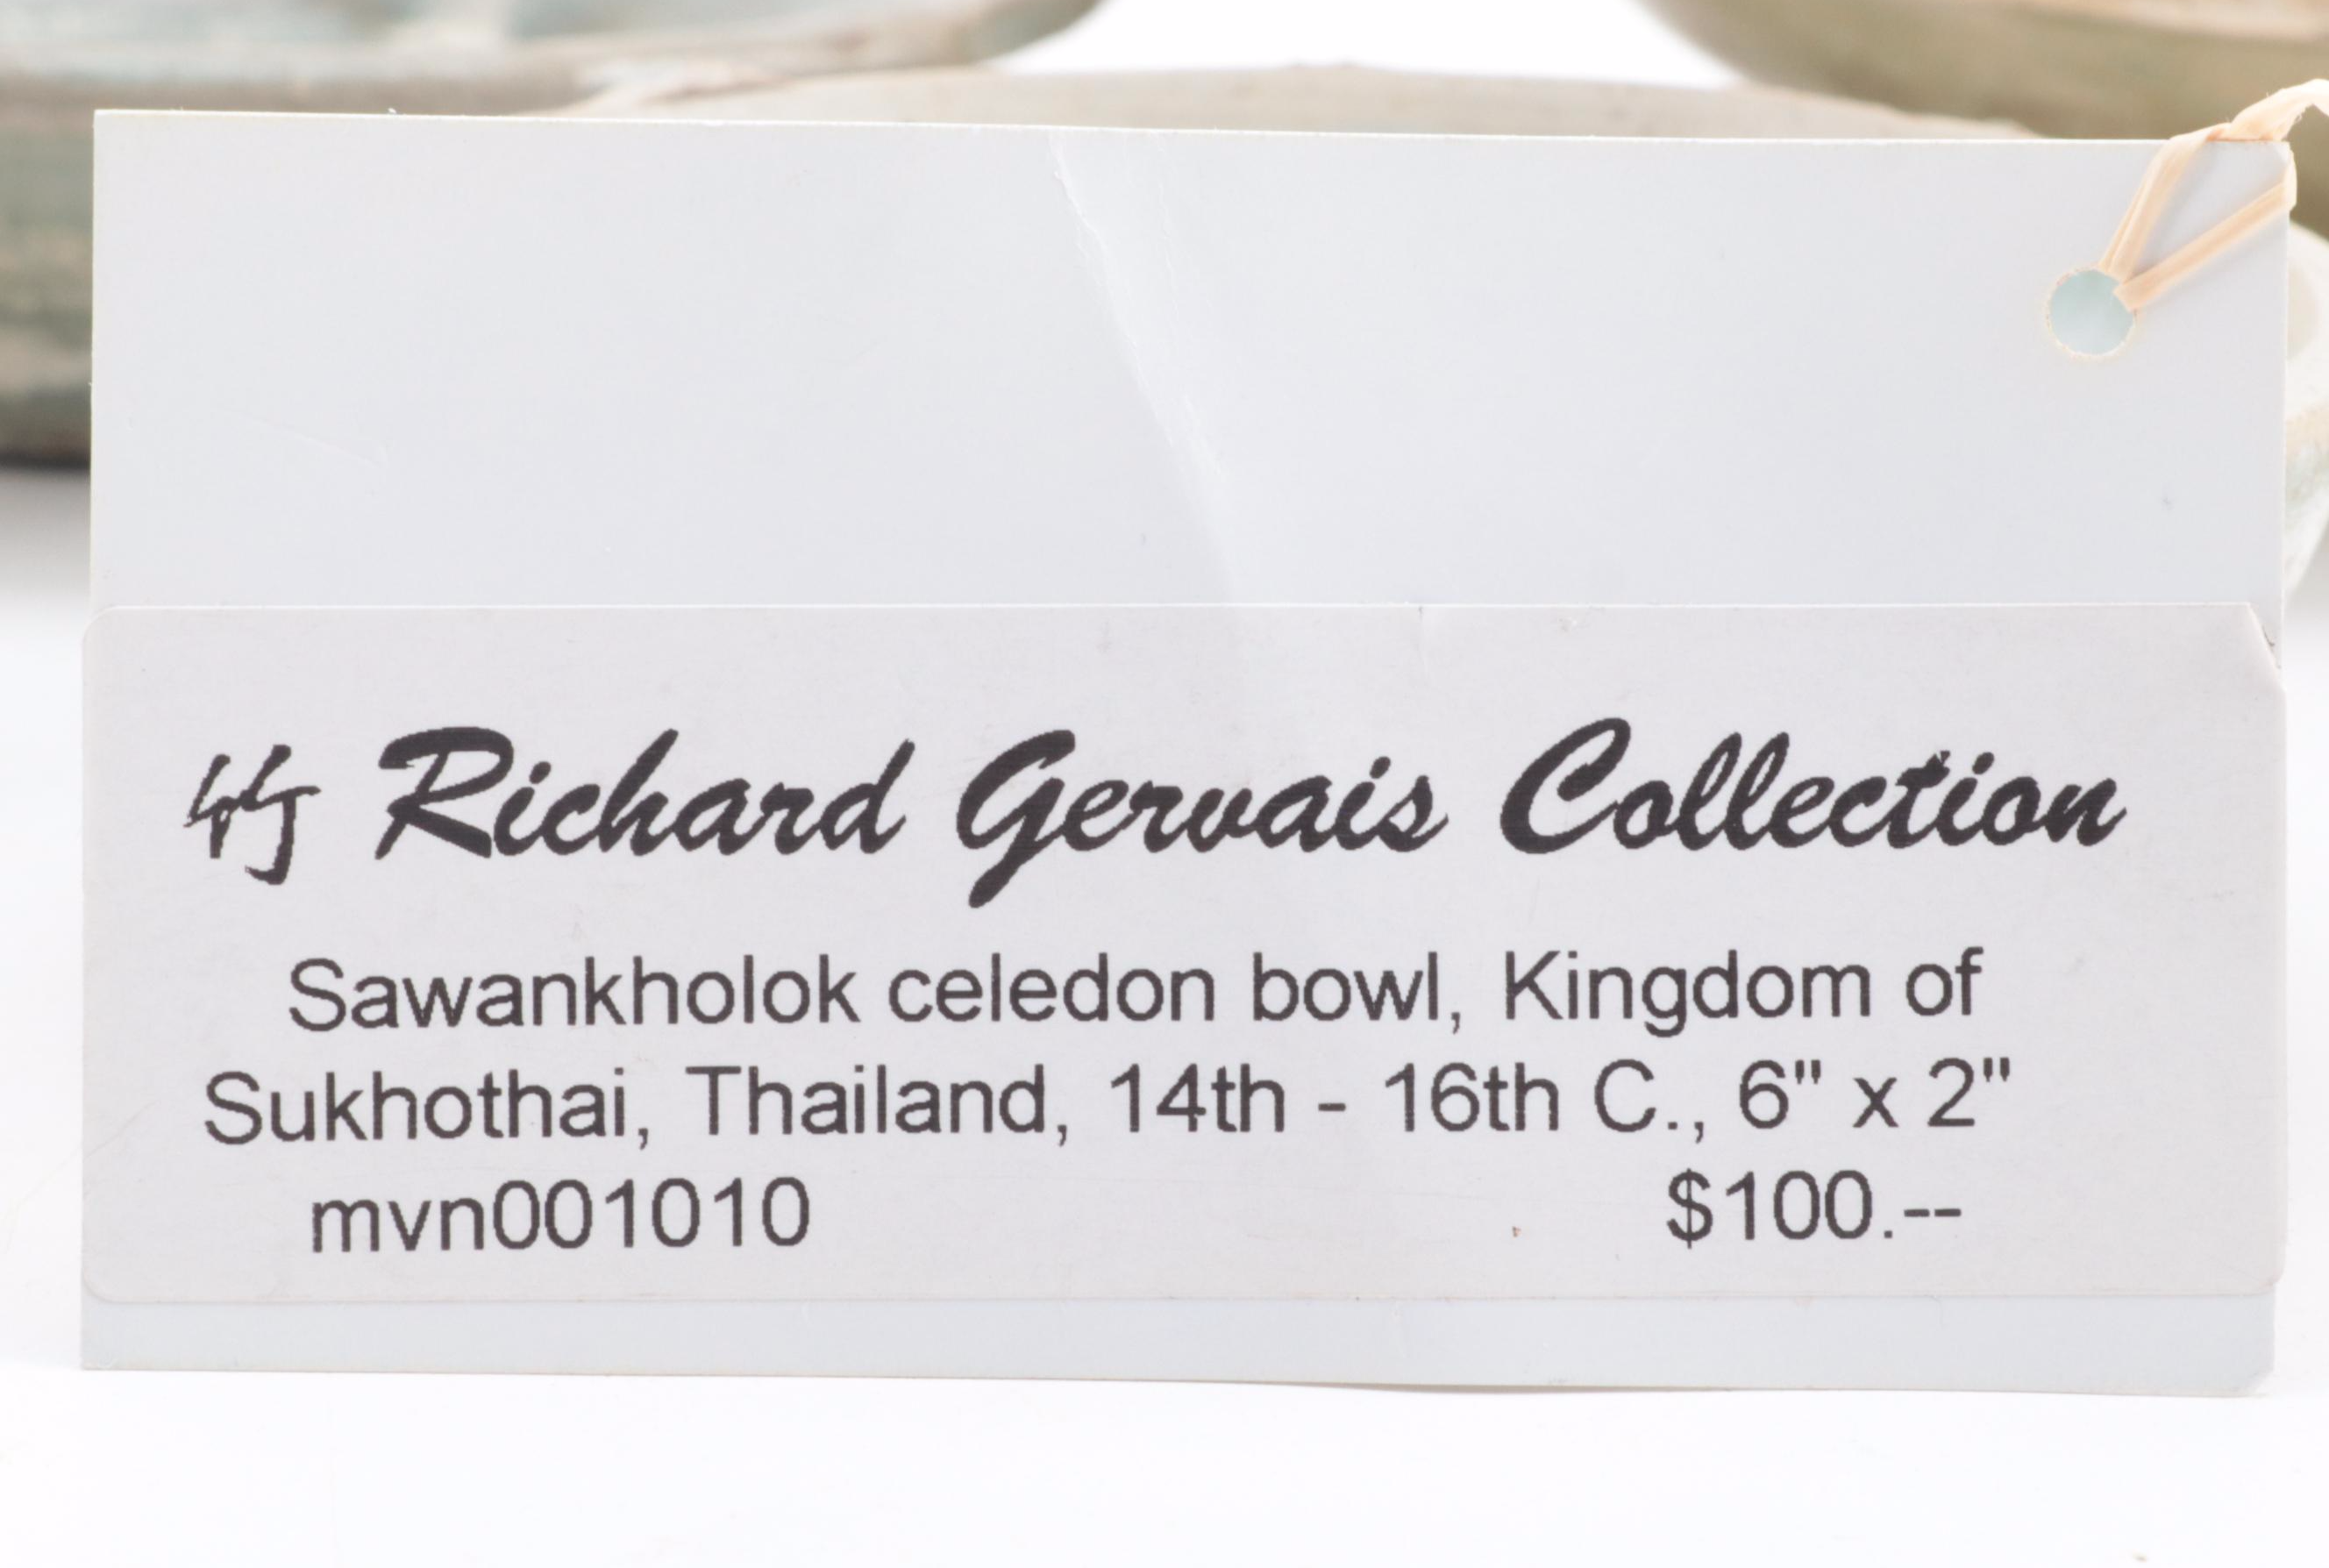 Richard Gervais Collection
Sawankholok celedon bowl, Kingdom of
Sukhothai, Thailand, 14th - 16th C., 6" x 2"
mvn001010 $100.--